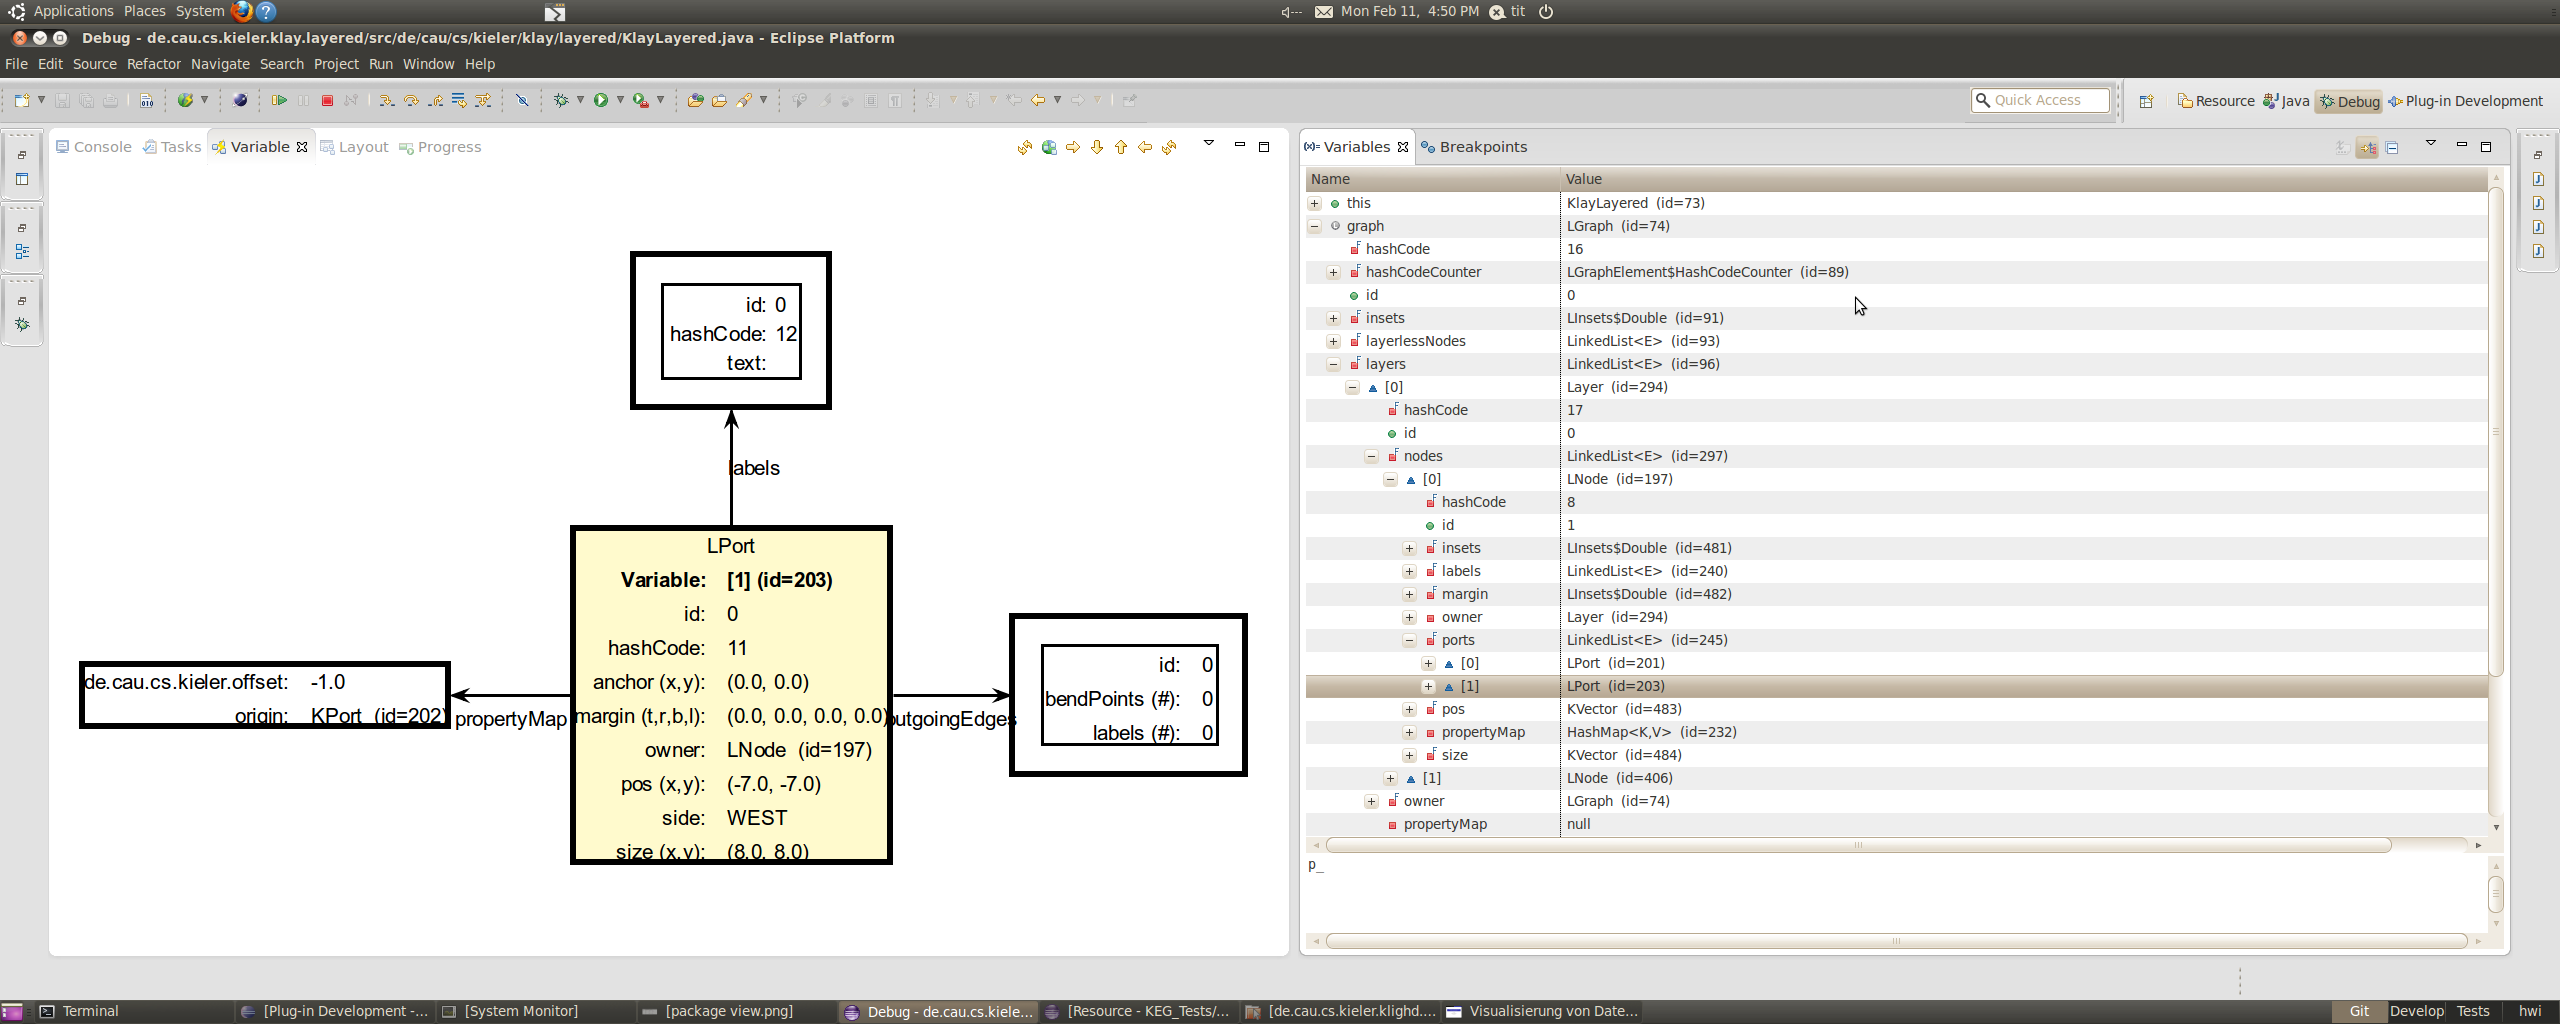 Applications Places System
Mon Feb 11, 4:50 PM tit
Debug - de.cau.cs.kieler.klay.layered/src/de/cau/cs/kieler/klay/layered/KlayLayered.java - Eclipse Platform
File Edit Source Refactor Navigate Search Project Run Window Help
Quick Access
Resource Java Debug Plug-in Development
Console Tasks Variable Layout Progress
id: 0
hashCode: 12
text:
labels
LPort
Variable: [1] (id=203)
id: 0
hashCode: 11
anchor (x,y): (0.0, 0.0)
margin (t,r,b,l): (0.0, 0.0, 0.0, 0.0)
owner: LNode (id=197)
pos (x,y): (-7.0, -7.0)
side: WEST
size (x,y): (8.0, 8.0)
de.cau.cs.kieler.offset: -1.0
origin: KPort (id=202)
propertyMap
outgoingEdges
id: 0
bendPoints (#): 0
labels (#): 0
(x)= Variables Breakpoints
Name Value
this KlayLayered (id=73)
graph LGraph (id=74)
hashCode 16
hashCodeCounter LGraphElement$HashCodeCounter (id=89)
id 0
insets LInsets$Double (id=91)
layerlessNodes LinkedList<E> (id=93)
layers LinkedList<E> (id=96)
[0] Layer (id=294)
hashCode 17
id 0
nodes LinkedList<E> (id=297)
[0] LNode (id=197)
hashCode 8
id 1
insets LInsets$Double (id=481)
labels LinkedList<E> (id=240)
margin LInsets$Double (id=482)
owner Layer (id=294)
ports LinkedList<E> (id=245)
[0] LPort (id=201)
[1] LPort (id=203)
pos KVector (id=483)
propertyMap HashMap<K,V> (id=232)
size KVector (id=484)
[1] LNode (id=406)
owner LGraph (id=74)
propertyMap null
p_
Terminal
[Plug-in Development -...
[System Monitor]
[package view.png]
Debug - de.cau.cs.kiele...
[Resource - KEG_Tests/...
[de.cau.cs.kieler.klighd....
Visualisierung von Date...
Git Develop Tests hwi